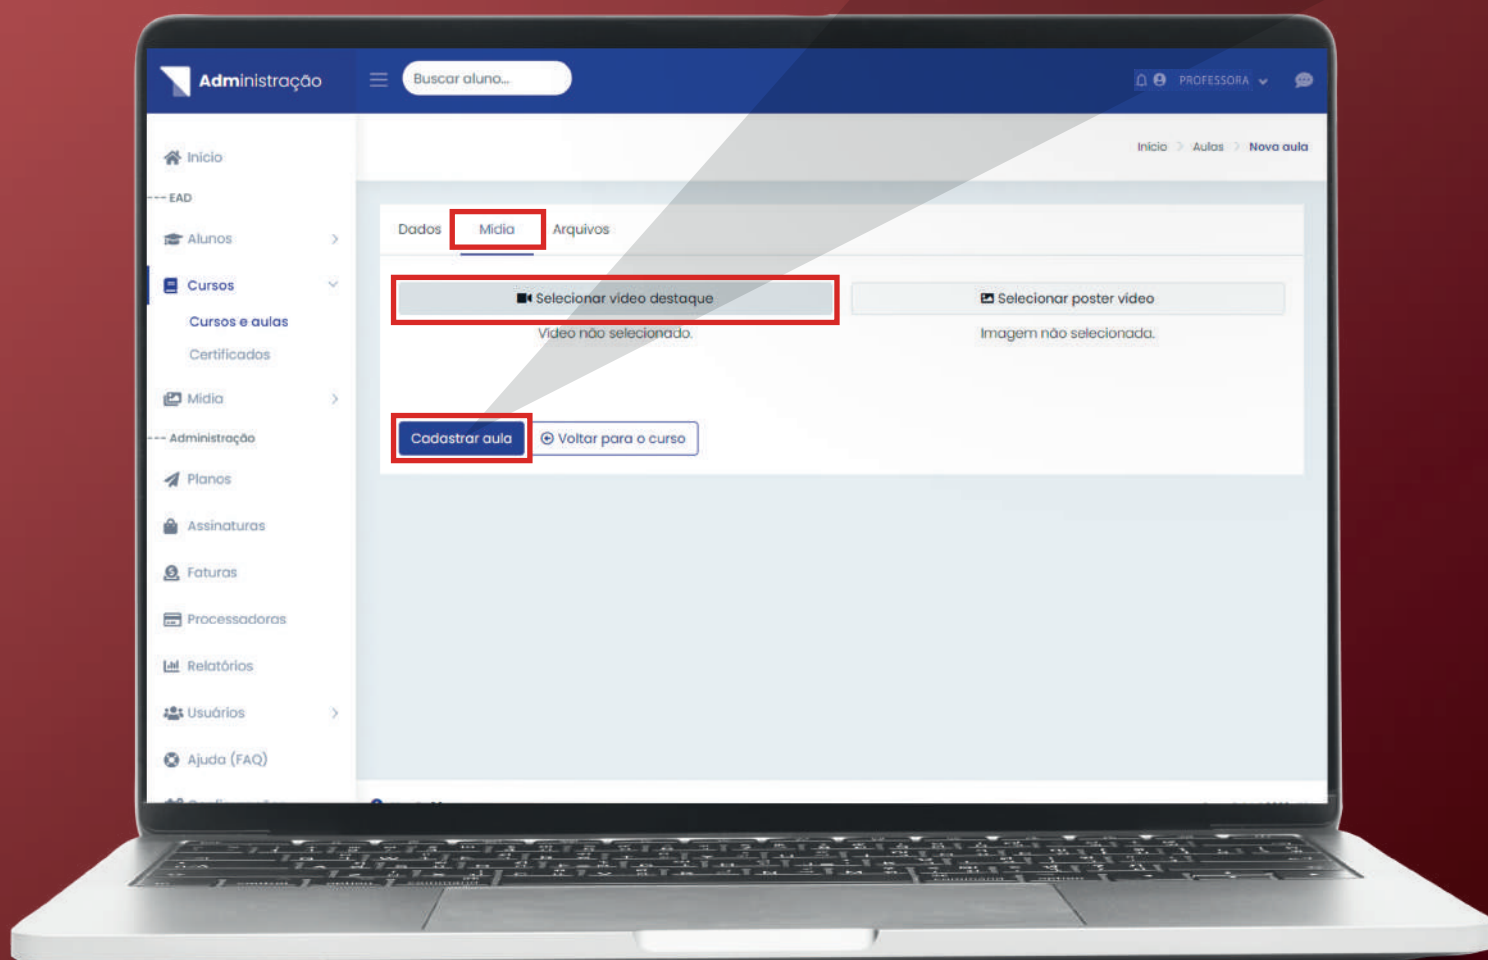 Administração
Buscar aluno...
PROFESSORA
Início > Aulas > Nova aula
Início
--- EAD
Alunos
Cursos
Cursos e aulas
Certificados
Mídia
--- Administração
Planos
Assinaturas
Faturas
Processadoras
Relatórios
Usuários
Ajuda (FAQ)
Dados
Mídia
Arquivos
Selecionar vídeo destaque
Selecionar poster vídeo
Vídeo não selecionado.
Imagem não selecionada.
Cadastrar aula
Voltar para o curso